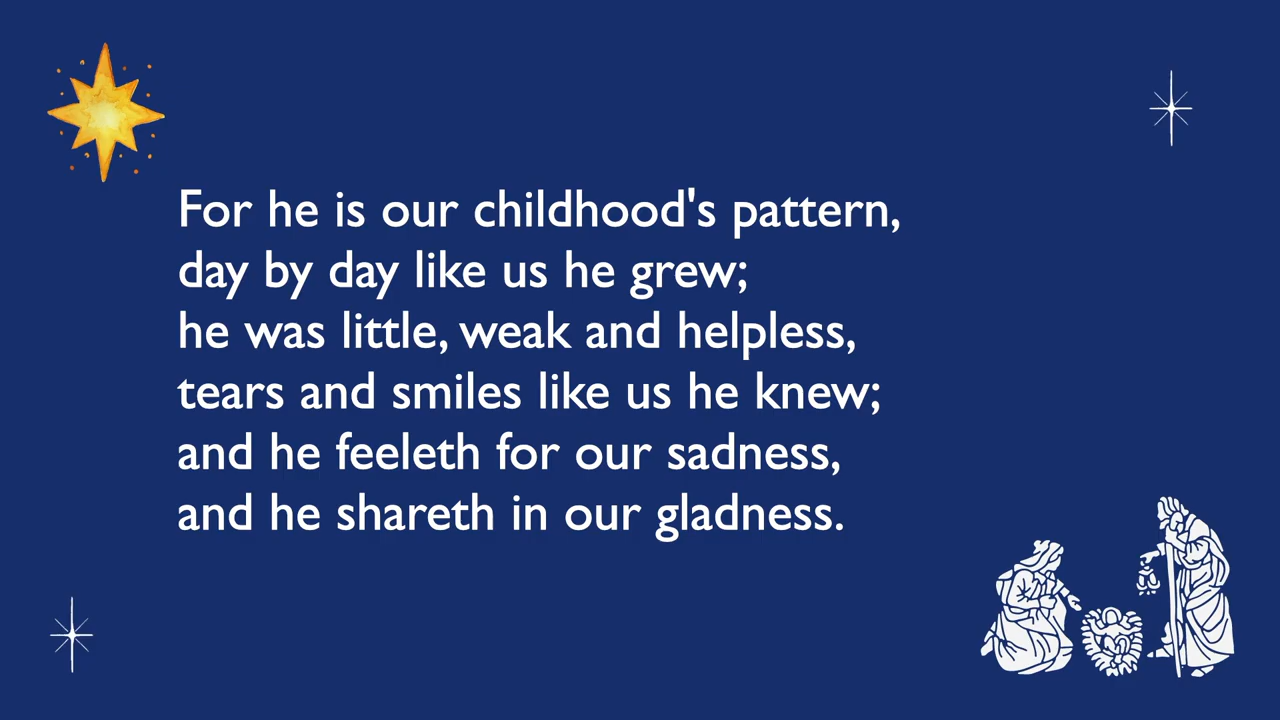 For he is our childhood's pattern,
day by day like us he grew;
he was little, weak and helpless,
tears and smiles like us he knew;
and he feeleth for our sadness,
and he shareth in our gladness.